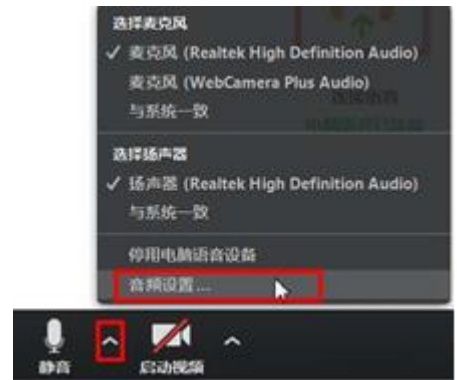 选择麦克风
✓ 麦克风 (Realtek High Definition Audio)
麦克风 (WebCamera Plus Audio)
与系统一致
选择扬声器
✓ 扬声器 (Realtek High Definition Audio)
与系统一致
停用电脑语音设备
音频设置...
静音
启动视频